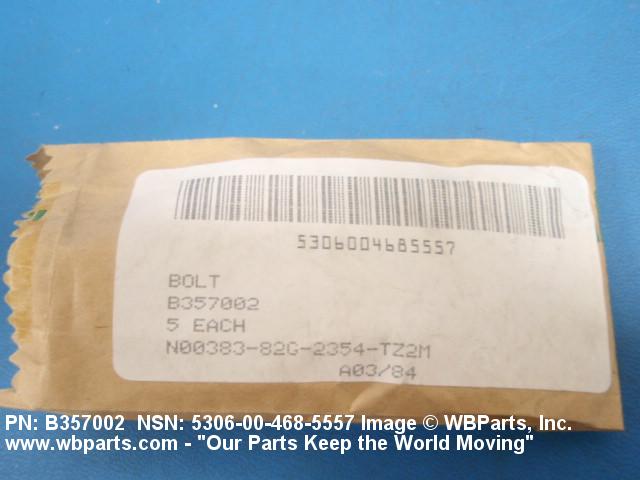 5306004685557
BOLT
B357002
5 EACH
N00383-82G-2354-TZ2M
A03/84
PN: B357002 NSN: 5306-00-468-5557 Image © WBParts, Inc.
www.wbparts.com - "Our Parts Keep the World Moving"